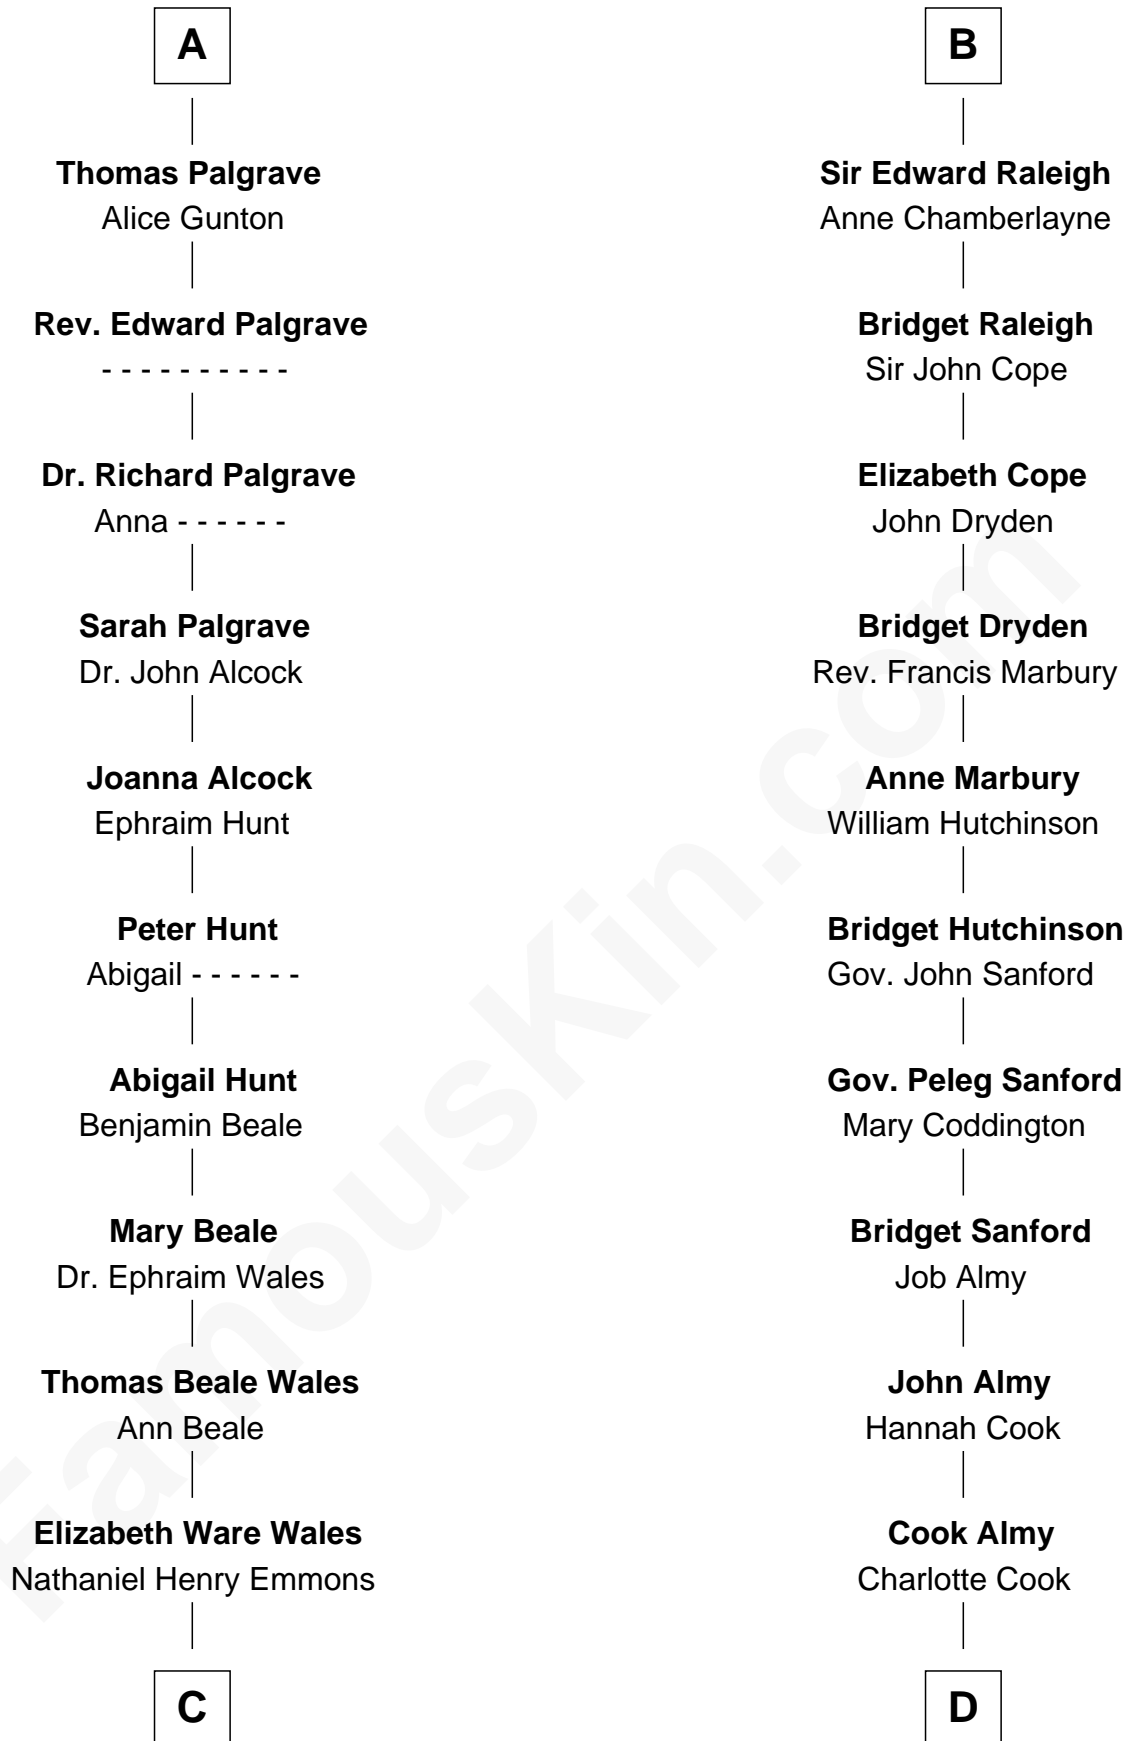 A
Thomas Palgrave
Alice Gunton
Rev. Edward Palgrave
- - - - - - - - - -
Dr. Richard Palgrave
Anna - - - - - -
Sarah Palgrave
Dr. John Alcock
Joanna Alcock
Ephraim Hunt
Peter Hunt
Abigail - - - - - -
Abigail Hunt
Benjamin Beale
Mary Beale
Dr. Ephraim Wales
Thomas Beale Wales
Ann Beale
Elizabeth Ware Wales
Nathaniel Henry Emmons
C
B
Sir Edward Raleigh
Anne Chamberlayne
Bridget Raleigh
Sir John Cope
Elizabeth Cope
John Dryden
Bridget Dryden
Rev. Francis Marbury
Anne Marbury
William Hutchinson
Bridget Hutchinson
Gov. John Sanford
Gov. Peleg Sanford
Mary Coddington
Bridget Sanford
Job Almy
John Almy
Hannah Cook
Cook Almy
Charlotte Cook
D
FamousKin.com